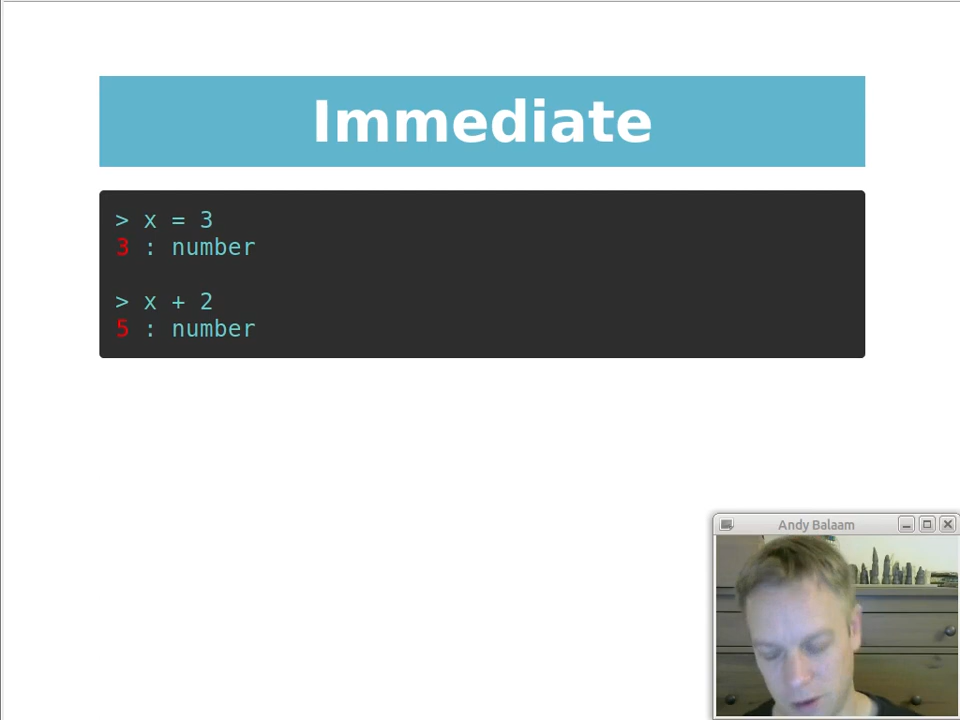 Immediate
> x = 3
3 : number
> x + 2
5 : number
Andy Balaam